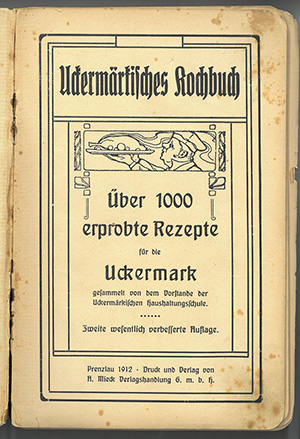 Uckermärkisches Kochbuch
Über 1000
erprobte Rezepte
für die
Uckermark
gesammelt von dem Vorstande der
Uckermärkischen Haushaltungsschule.
Zweite wesentlich verbesserte Auflage.
Prenzlau 1912 · Druck und Verlag von
A. Mieck Verlagshandlung G. m. b. H.